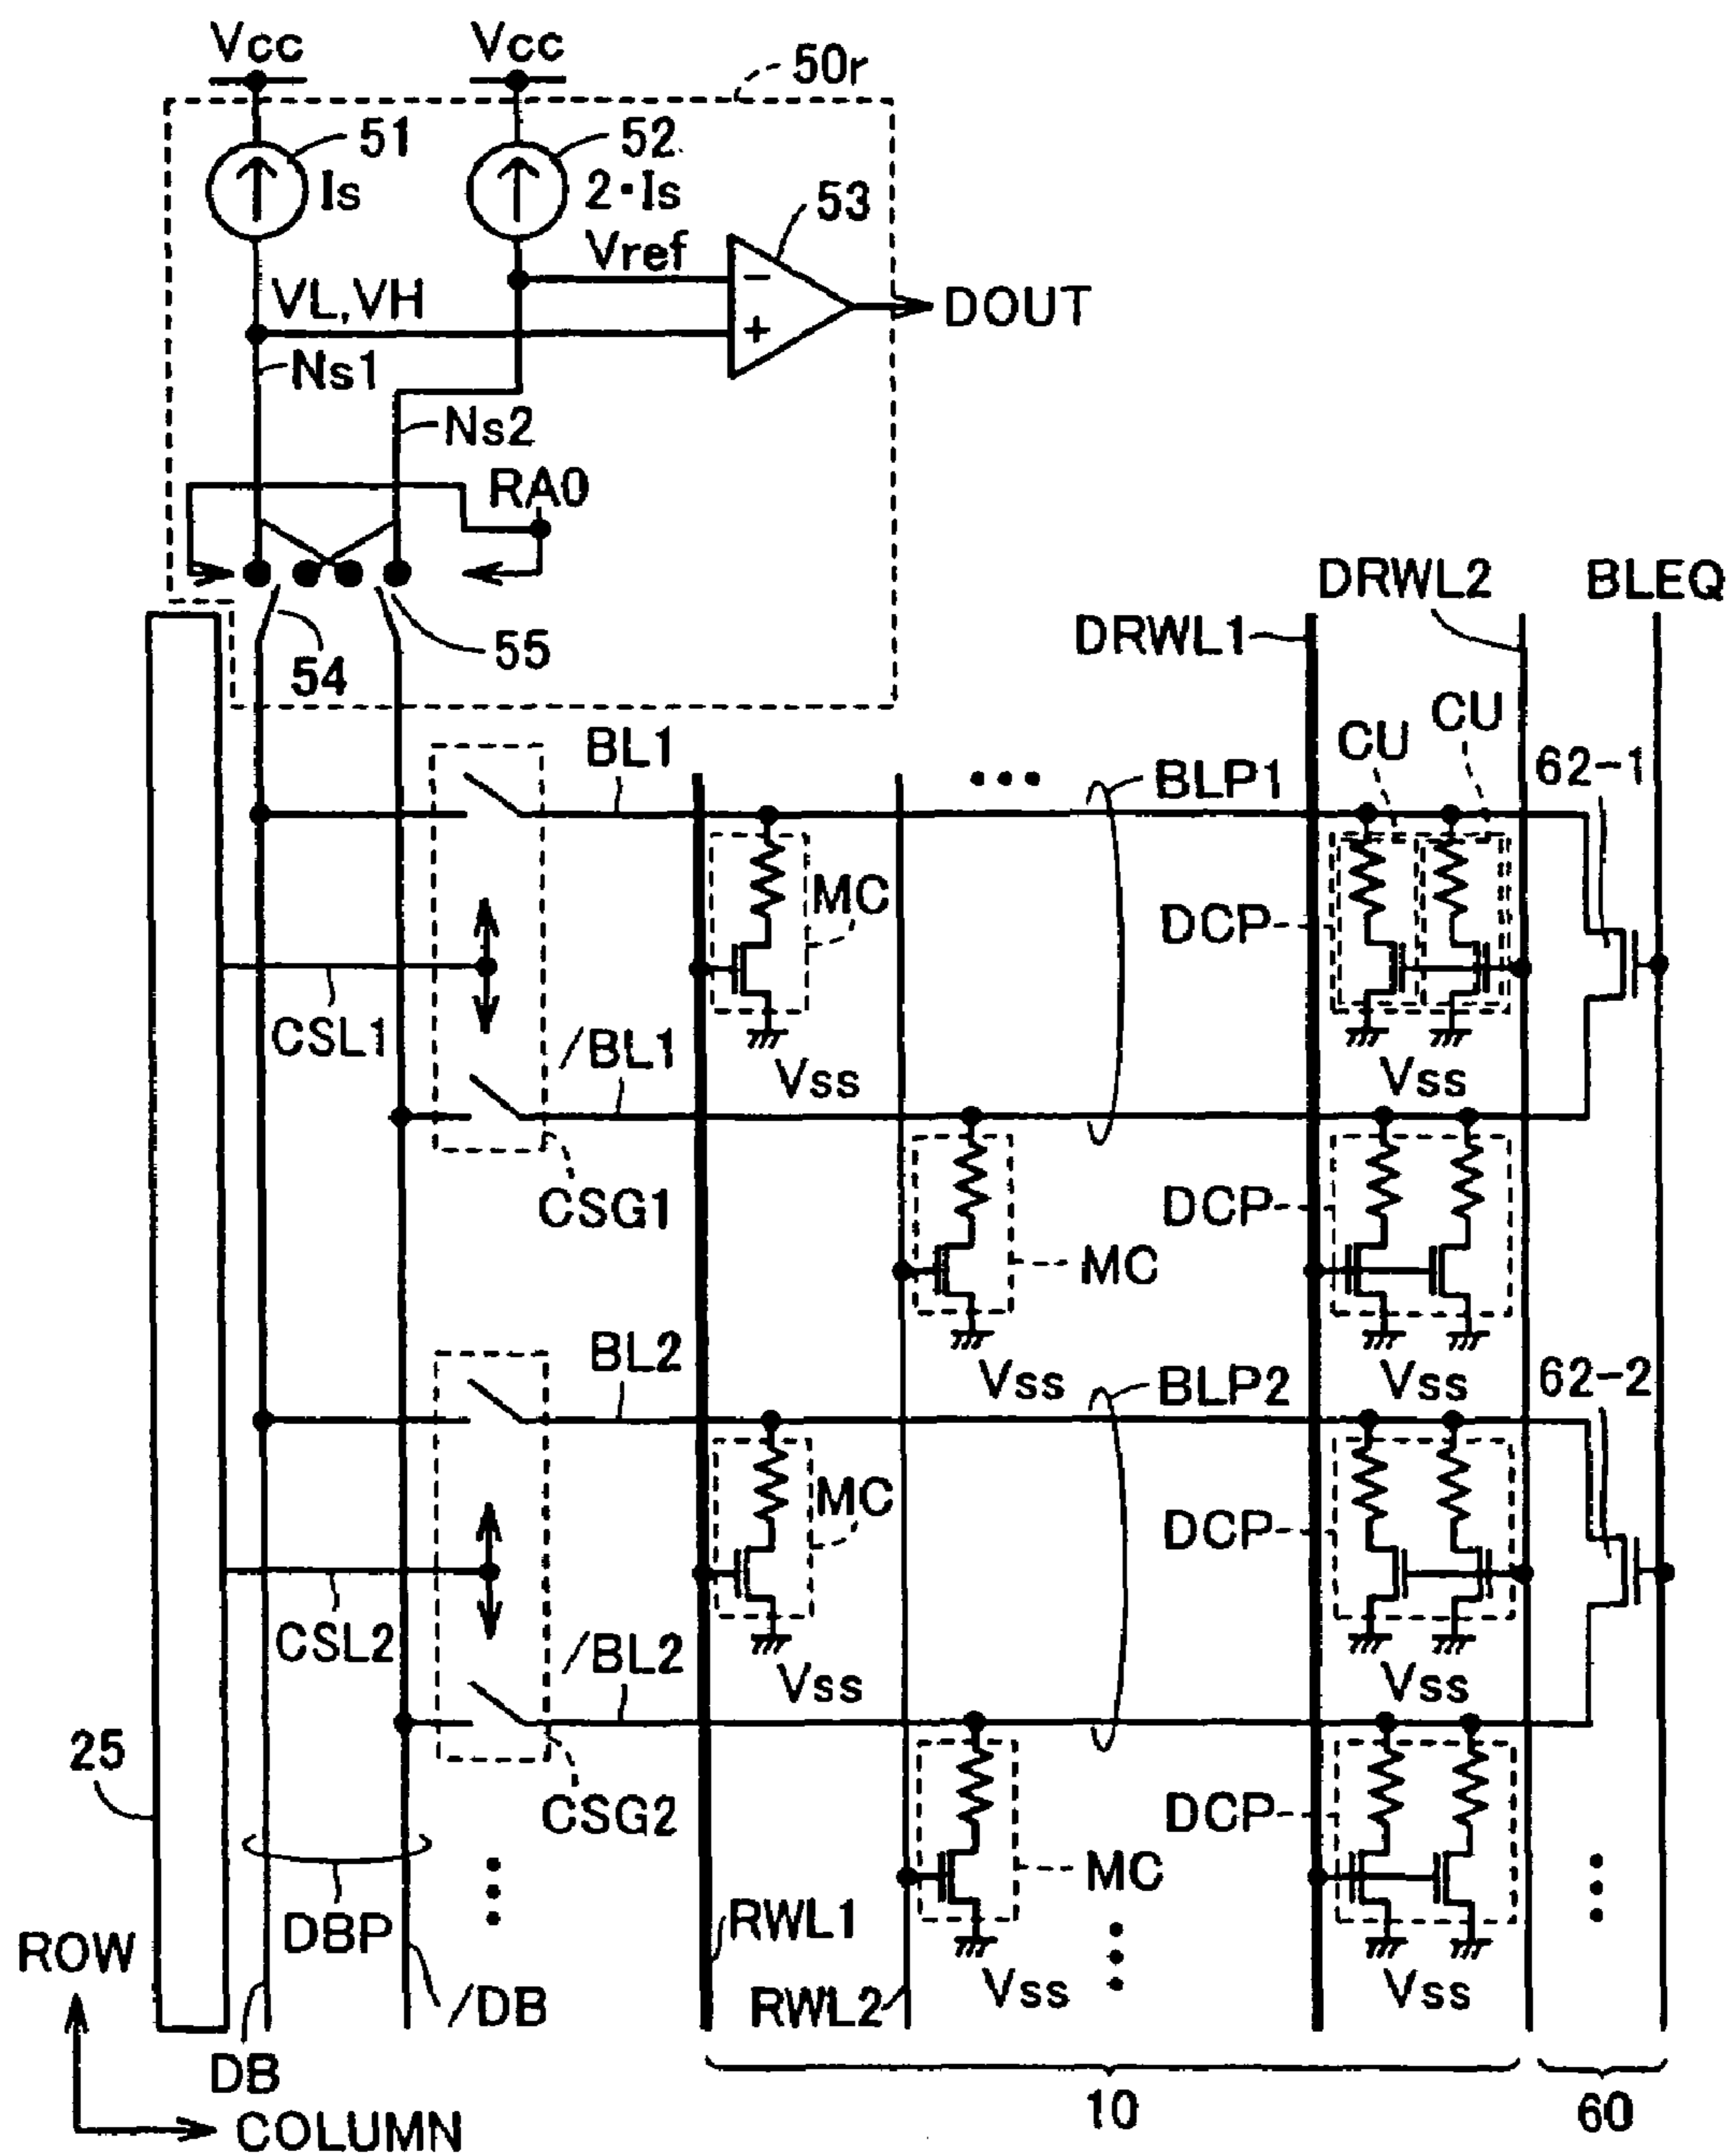 Vcc
Vcc
50r
51
52
Is
2·Is
53
Vref
VL,VH
-
+
DOUT
Ns1
Ns2
RA0
DRWL2
BLEQ
DRWL1
54
55
CU
CU
BL1
BLP1
62-1
MC
DCP
CSL1
/BL1
Vss
Vss
CSG1
DCP
MC
BL2
Vss
BLP2
Vss
62-2
MC
DCP
CSL2
/BL2
Vss
Vss
25
CSG2
DCP
MC
DBP
RWL1
ROW
Vss
Vss
/DB
RWL2
DB
10
60
COLUMN